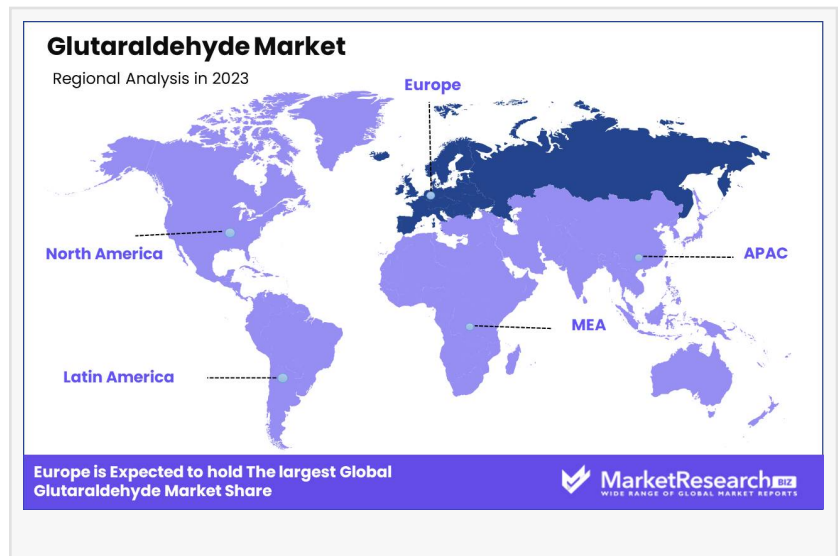 Glutaraldehyde Market
Regional Analysis in 2023
Europe
North America
APAC
MEA
Latin America
Europe is Expected to hold The largest Global
Glutaraldehyde Market Share
MarketResearch BIZ
WIDE RANGE OF GLOBAL MARKET REPORTS